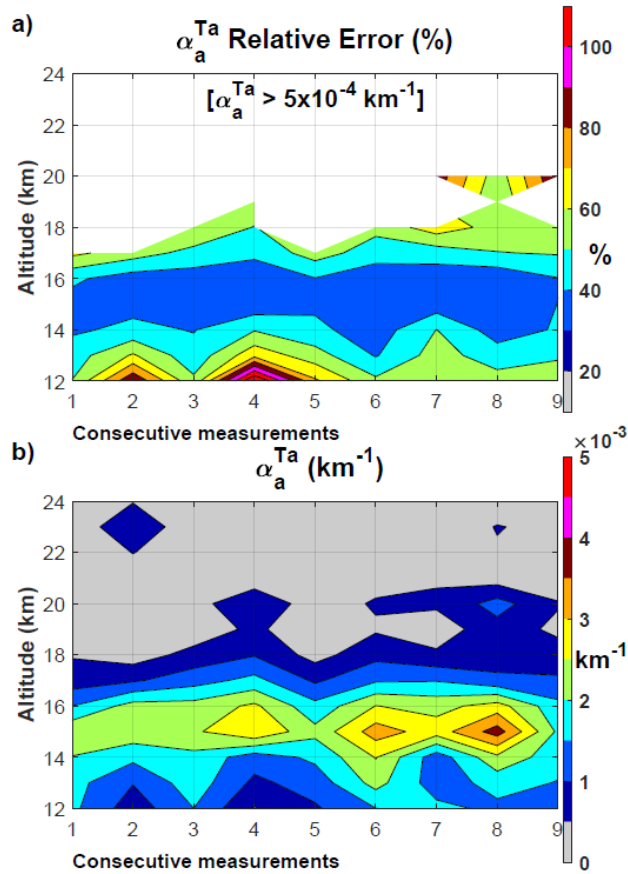 a)
α_a^Ta Relative Error (%)
[α_a^Ta > 5x10^-4 km^-1]
Altitude (km)
24
22
20
18
16
14
12
1 2 3 4 5 6 7 8 9
Consecutive measurements
100
80
60
%
40
20
b)
α_a^Ta (km^-1)
×10^-3
Altitude (km)
24
22
20
18
16
14
12
1 2 3 4 5 6 7 8 9
Consecutive measurements
5
4
3
km^-1
2
1
0